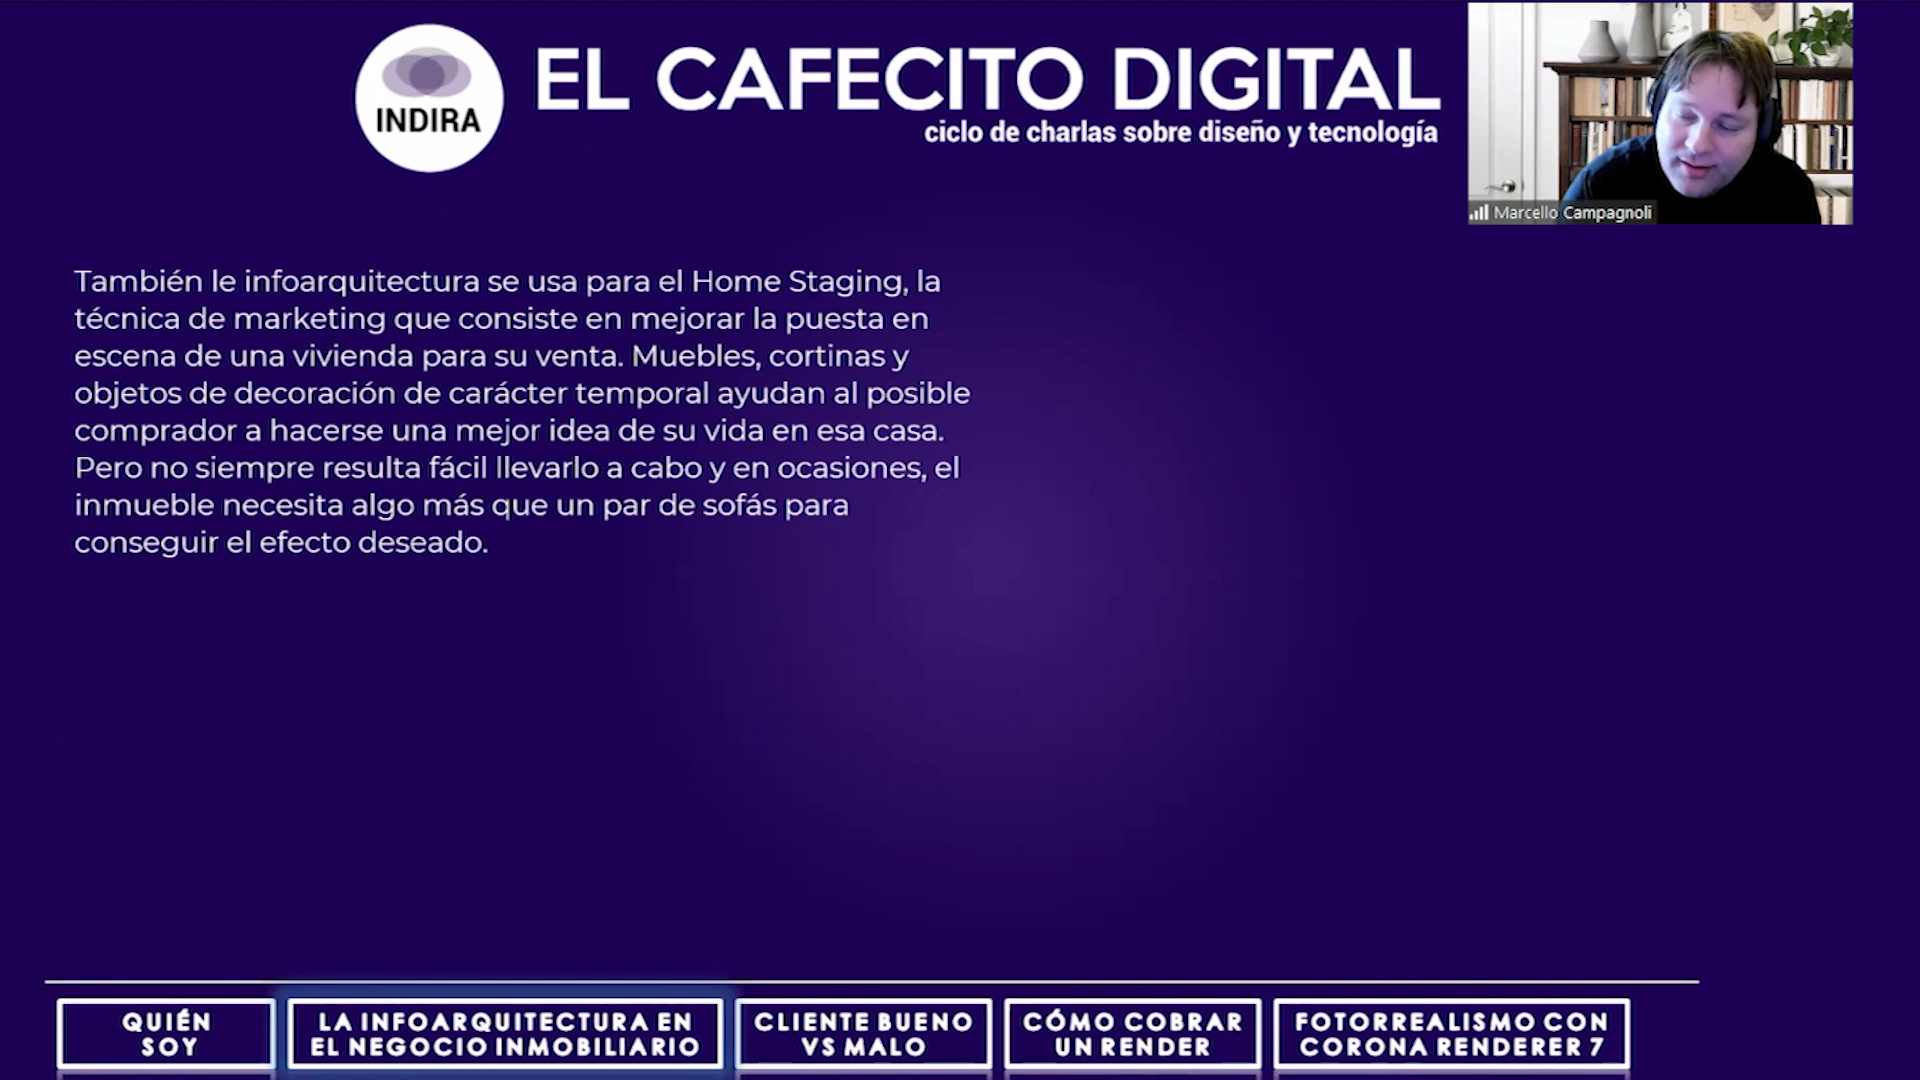 INDIRA
EL CAFECITO DIGITAL
ciclo de charlas sobre diseño y tecnología
Marcello Campagnoli
También le infoarquitectura se usa para el Home Staging, la
técnica de marketing que consiste en mejorar la puesta en
escena de una vivienda para su venta. Muebles, cortinas y
objetos de decoración de carácter temporal ayudan al posible
comprador a hacerse una mejor idea de su vida en esa casa.
Pero no siempre resulta fácil llevarlo a cabo y en ocasiones, el
inmueble necesita algo más que un par de sofás para
conseguir el efecto deseado.
QUIÉN
SOY
LA INFOARQUITECTURA EN
EL NEGOCIO INMOBILIARIO
CLIENTE BUENO
VS MALO
CÓMO COBRAR
UN RENDER
FOTORREALISMO CON
CORONA RENDERER 7